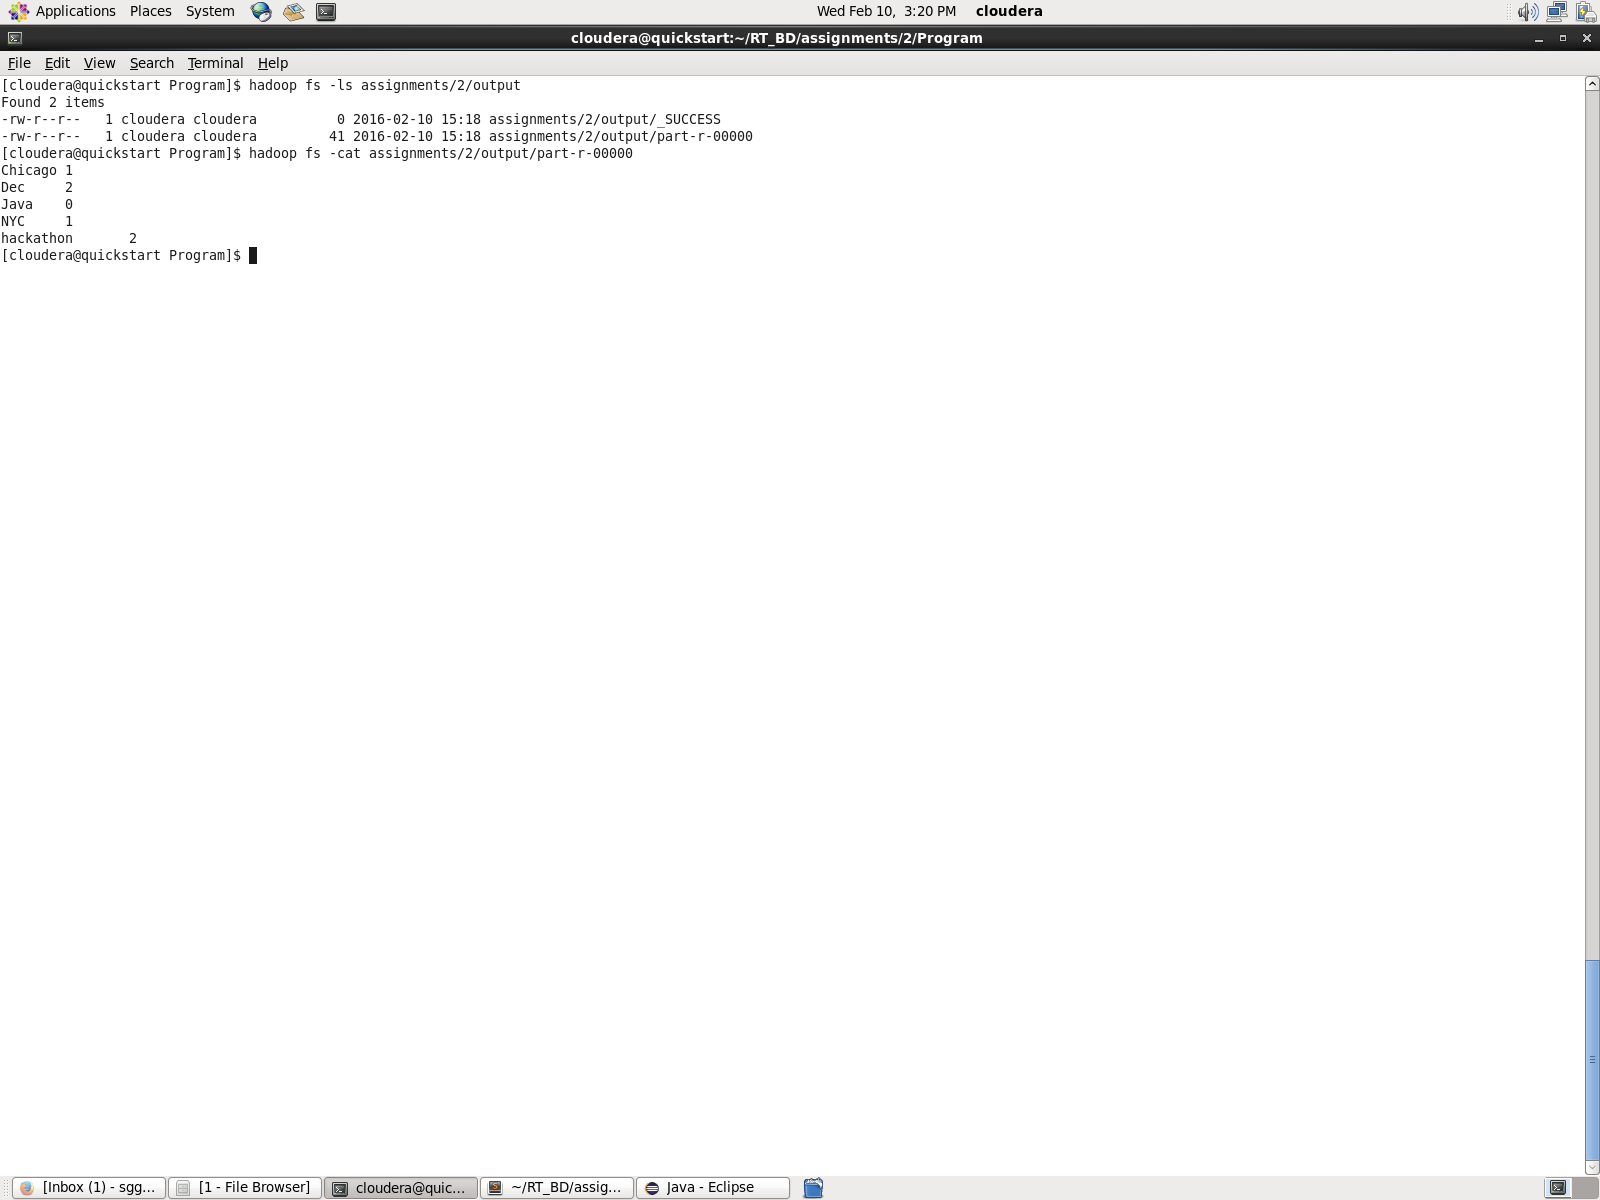 Applications Places System Wed Feb 10, 3:20 PM cloudera
cloudera@quickstart:~/RT_BD/assignments/2/Program
File Edit View Search Terminal Help
[cloudera@quickstart Program]$ hadoop fs -ls assignments/2/output
Found 2 items
-rw-r--r--   1 cloudera cloudera          0 2016-02-10 15:18 assignments/2/output/_SUCCESS
-rw-r--r--   1 cloudera cloudera         41 2016-02-10 15:18 assignments/2/output/part-r-00000
[cloudera@quickstart Program]$ hadoop fs -cat assignments/2/output/part-r-00000
Chicago 1
Dec     2
Java    0
NYC     1
hackathon       2
[cloudera@quickstart Program]$
[Inbox (1) - sgg... [1 - File Browser] cloudera@quic... ~/RT_BD/assig... Java - Eclipse